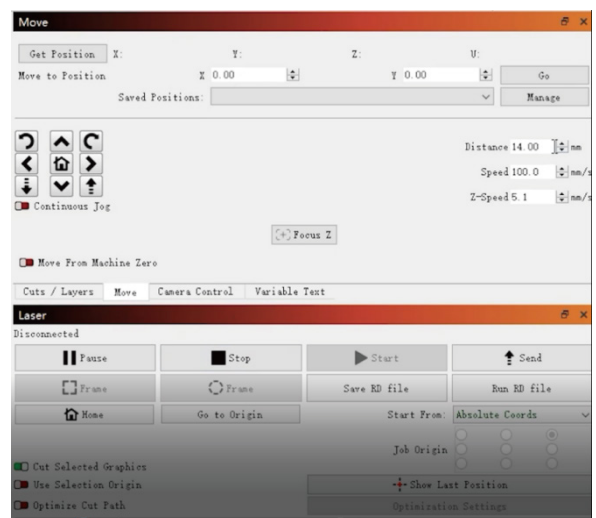 Move
Get Position X: Y: Z: U:
Move to Position X 0.00 Y 0.00 Go
Saved Positions: Manage
Distance 14.00 mm
Speed 100.0 mm/s
Z-Speed 5.1 mm/s
Continuous Jog
Focus Z
Move From Machine Zero
Cuts / Layers Move Camera Control Variable Text
Laser
Disconnected
Pause Stop Start Send
Frame Frame Save RD file Run RD file
Home Go to Origin Start From: Absolute Coords
Job Origin
Cut Selected Graphics
Use Selection Origin Show Last Position
Optimize Cut Path Optimization Settings